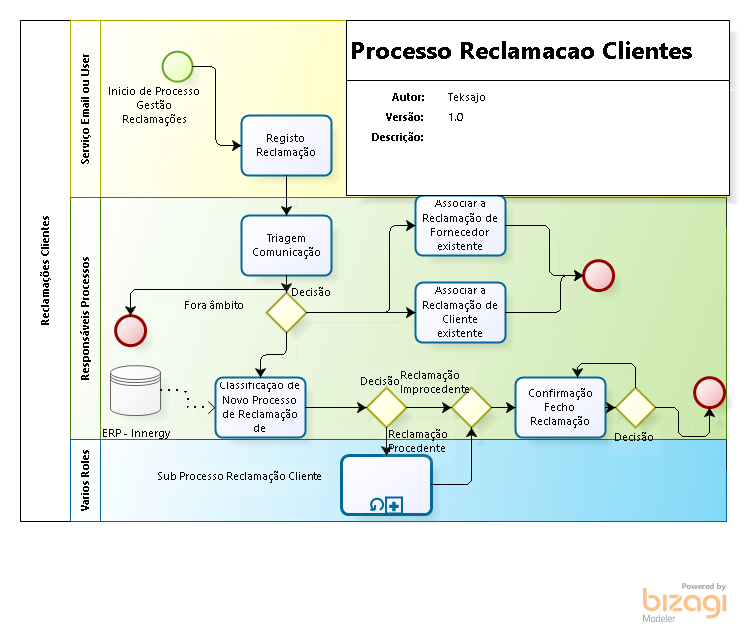 Processo Reclamacao Clientes
Autor: Teksajo
Versão: 1.0
Descrição:
Reclamações Clientes
Serviço Email ou User
Inicio de Processo
Gestão
Reclamações
Registo
Reclamação
Responsáveis Processos
Triagem
Comunicação
Associar a
Reclamação de
Fornecedor
existente
Decisão
Fora âmbito
Associar a
Reclamação de
Cliente
existente
ERP - Innergy
Classificação de
Novo Processo
de Reclamação
de
Decisão
Reclamação
Improcedente
Reclamação
Procedente
Confirmação
Fecho
Reclamação
Decisão
Varios Roles
Sub Processo Reclamação Cliente
Powered by
bizagi
Modeler